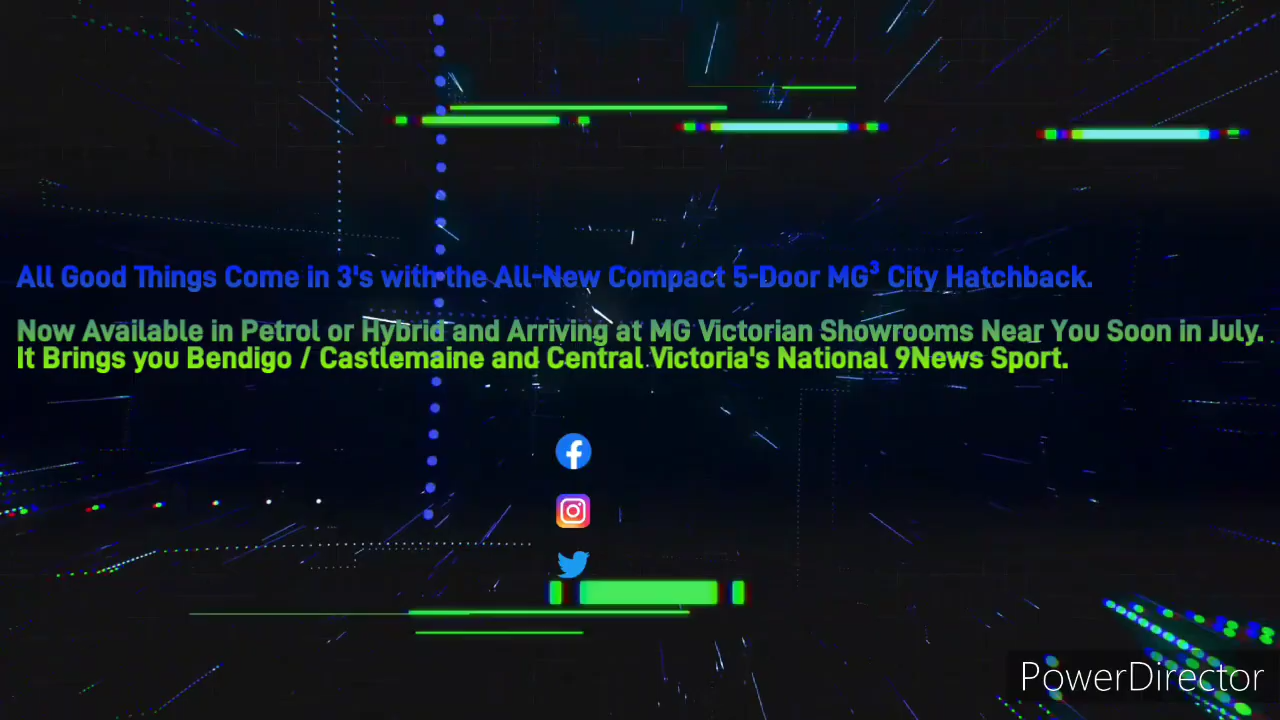 All Good Things Come in 3's with the All-New Compact 5-Door MG³ City Hatchback.
Now Available in Petrol or Hybrid and Arriving at MG Victorian Showrooms Near You Soon in July.
It Brings you Bendigo / Castlemaine and Central Victoria's National 9News Sport.
PowerDirector